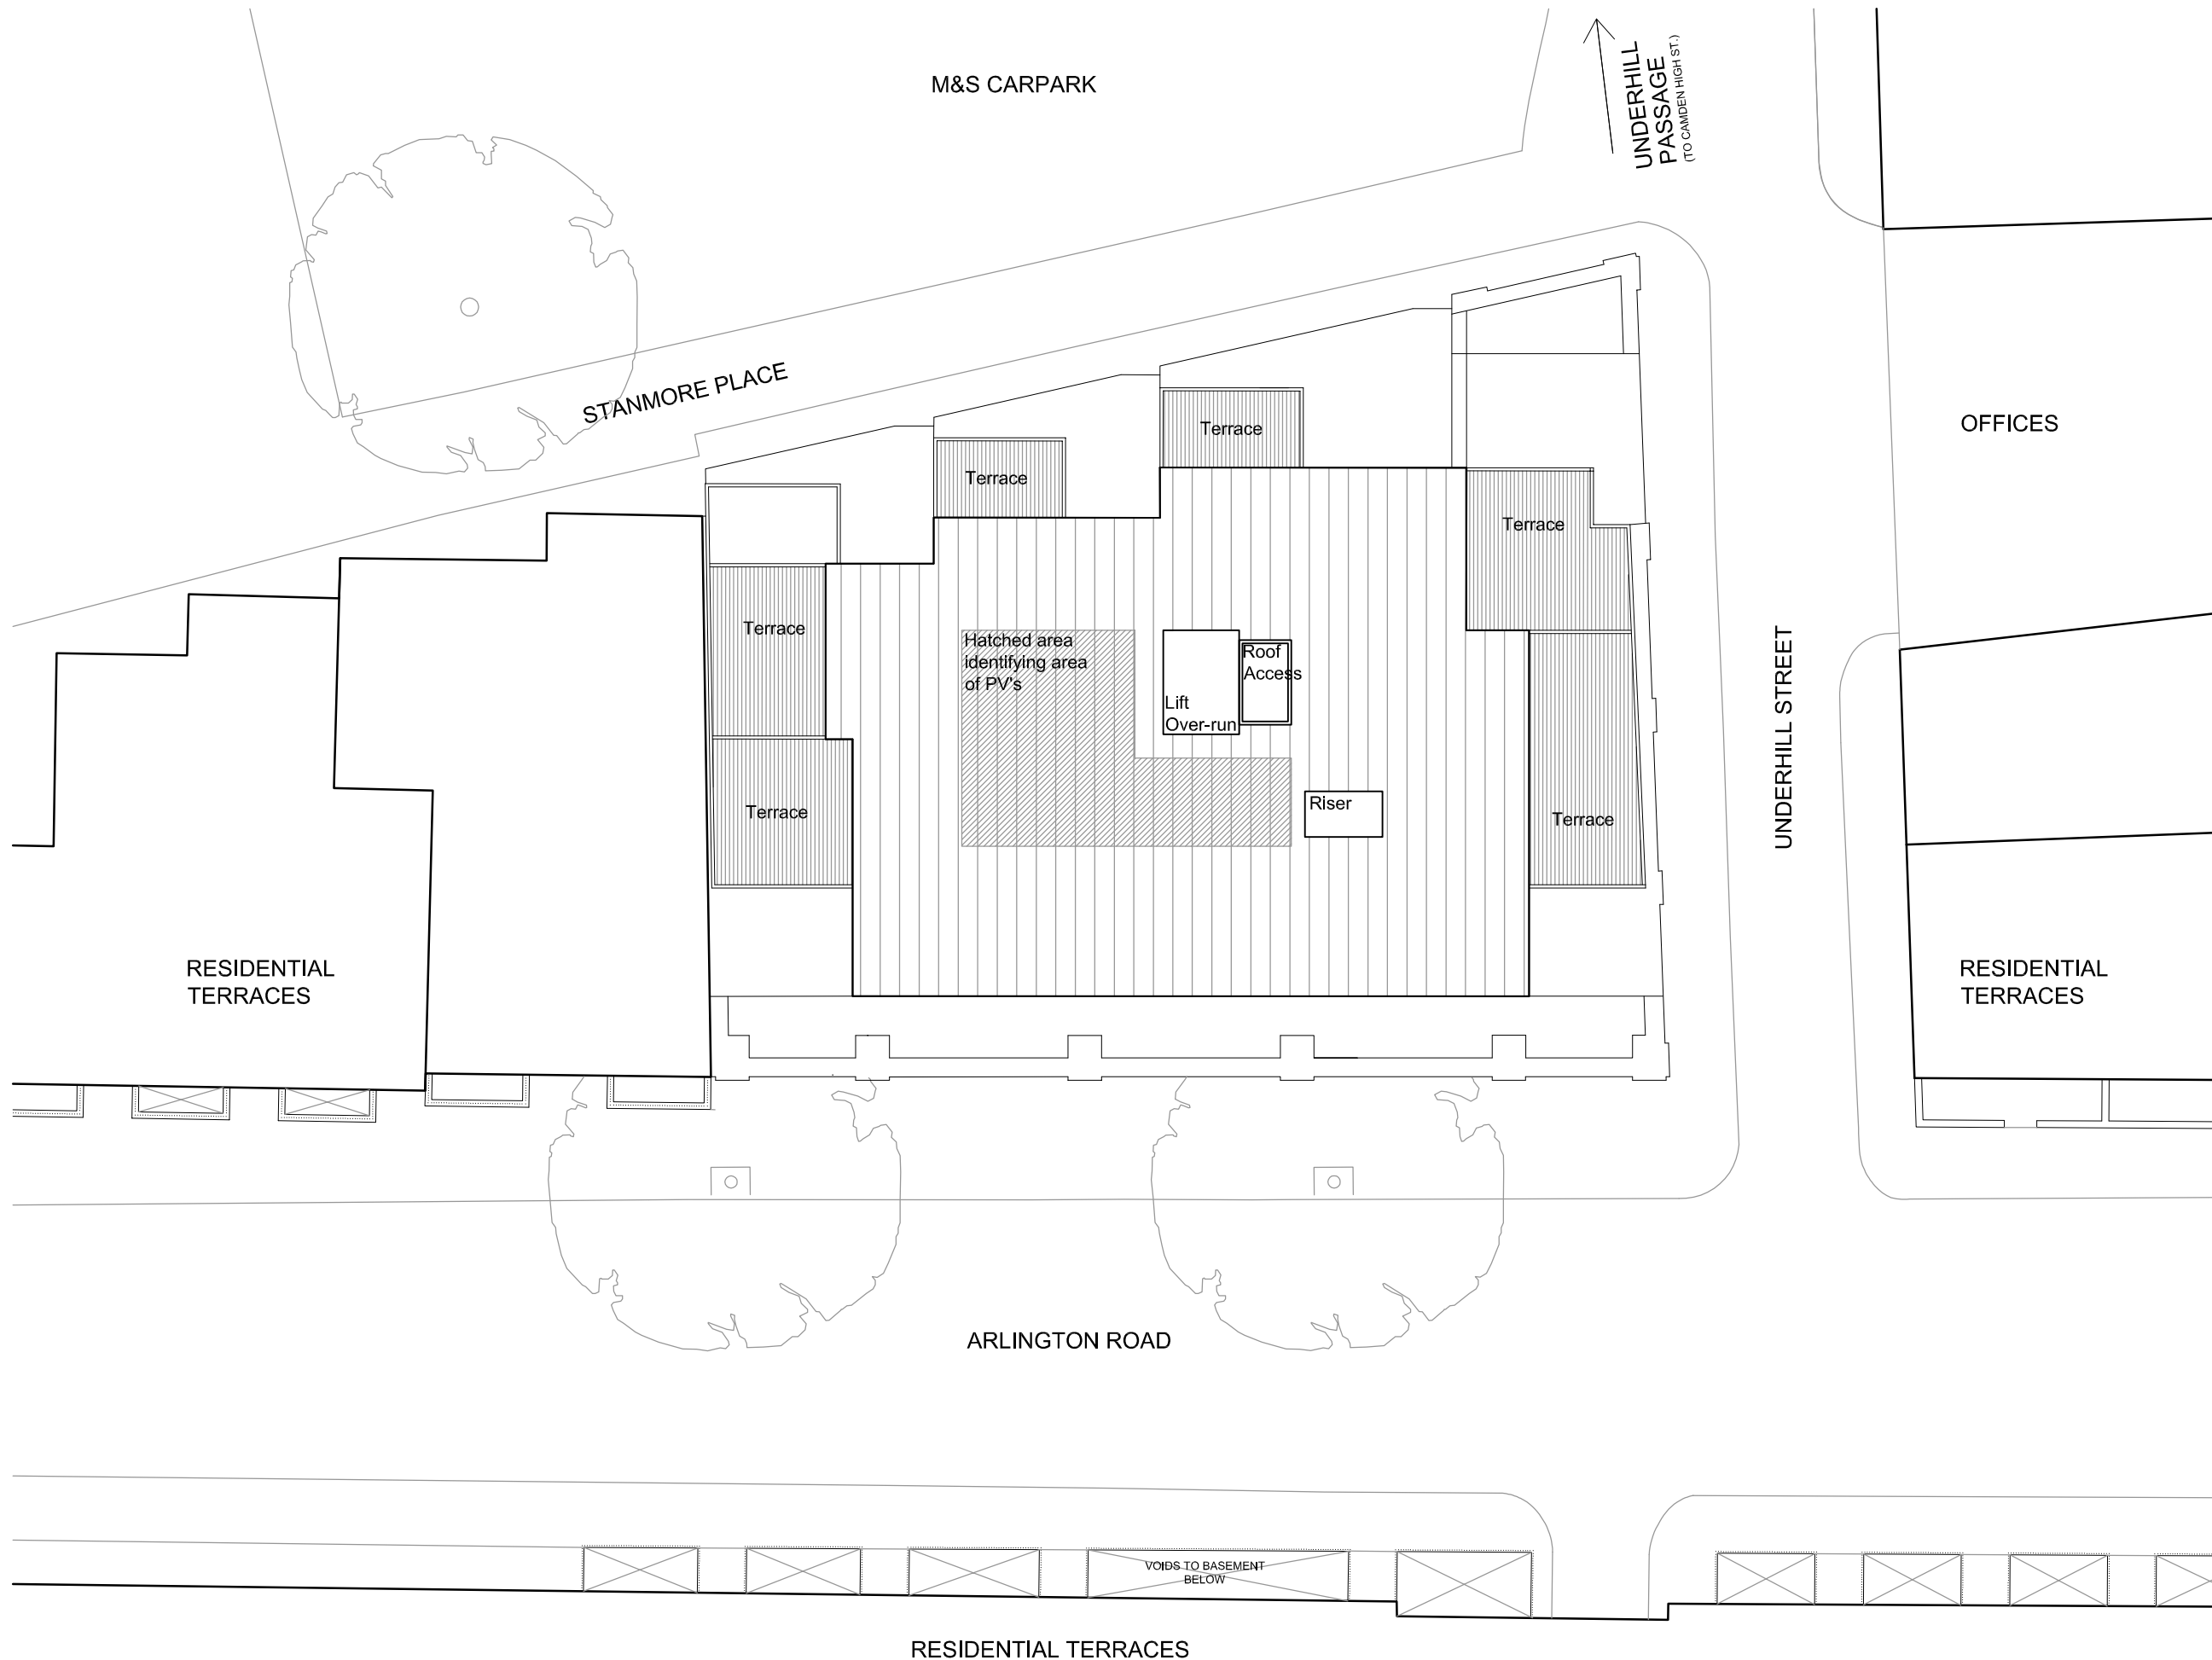 M&S CARPARK
UNDERHILL
PASSAGE
(TO CAMDEN HIGH ST.)
STANMORE PLACE
OFFICES
Terrace
Terrace
Terrace
Terrace
Hatched area
identifying area
of PV's
Roof
Access
Lift
Over-run
UNDERHILL STREET
Terrace
Riser
Terrace
RESIDENTIAL
TERRACES
RESIDENTIAL
TERRACES
ARLINGTON ROAD
VOIDS TO BASEMENT
BELOW
RESIDENTIAL TERRACES